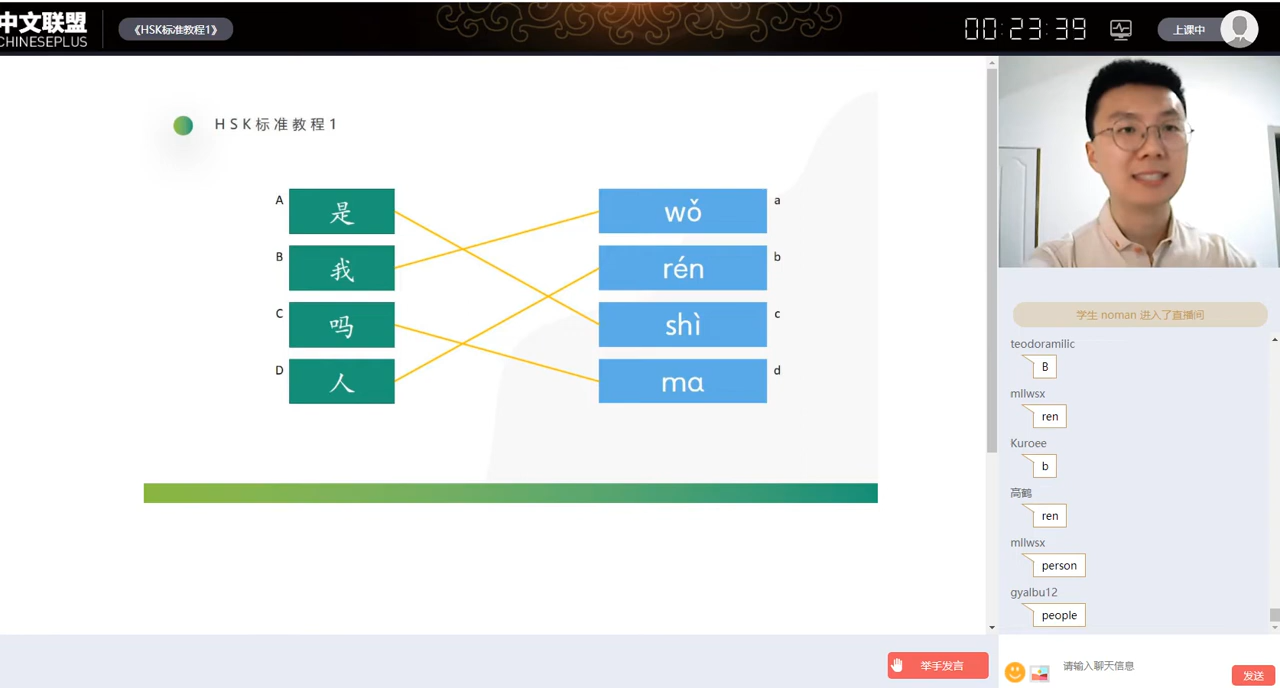 中文联盟
CHINESEPLUS
《HSK标准教程1》
00:23:39
上课中
HSK标准教程1
A
是
wǒ
a
B
我
rén
b
C
吗
shì
c
D
人
mɑ
d
学生 noman 进入了直播间
teodoramilic
B
mllwsx
ren
Kuroee
b
高鹤
ren
mllwsx
person
gyalbu12
people
举手发言
请输入聊天信息
发送